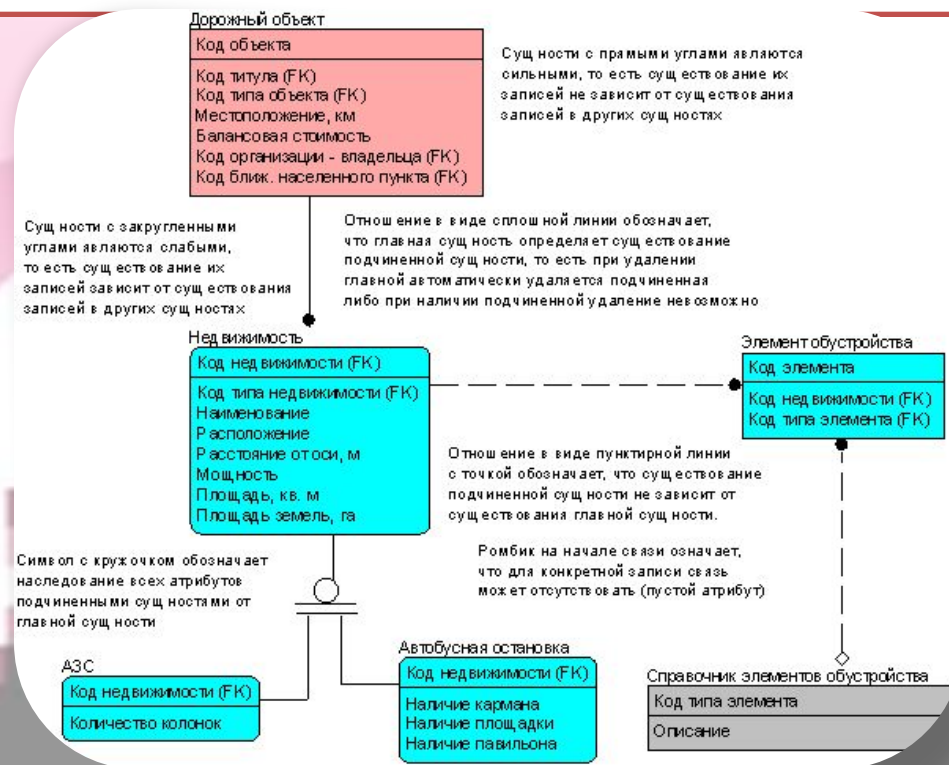 Дорожный объект
Код объекта
Код титула (FK)
Код типа объекта (FK)
Местоположение, км
Балансовая стоимость
Код организации - владельца (FK)
Код ближ. населенного пункта (FK)
Сущности с прямыми углами являются
сильными, то есть существование их
записей не зависит от существования
записей в других сущностях
Сущности с закругленными
углами являются слабыми,
то есть существование их
записей зависит от существования
записей в других сущностях
Отношение в виде сплошной линии обозначает,
что главная сущность определяет существование
подчиненной сущности, то есть при удалении
главной автоматически удаляется подчиненная
либо при наличии подчиненной удаление невозможно
Недвижимость
Код недвижимости (FK)
Код типа недвижимости (FK)
Наименование
Расположение
Расстояние от оси, м
Мощность
Площадь, кв. м
Площадь земель, га
Элемент обустройства
Код элемента
Код недвижимости (FK)
Код типа элемента (FK)
Отношение в виде пунктирной линии
с точкой обозначает, что существование
подчиненной сущности не зависит от
существования главной сущности.
Ромбик на начале связи означает,
что для конкретной записи связь
может отсутствовать (пустой атрибут)
Символ с кружочком обозначает
наследование всех атрибутов
подчиненными сущностями от
главной сущности
АЗС
Код недвижимости (FK)
Количество колонок
Автобусная остановка
Код недвижимости (FK)
Наличие кармана
Наличие площадки
Наличие павильона
Справочник элементов обустройства
Код типа элемента
Описание